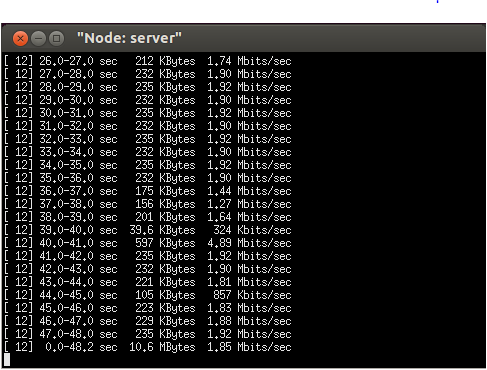 "Node: server"
[ 12] 26.0-27.0 sec   212 KBytes  1.74 Mbits/sec
[ 12] 27.0-28.0 sec   232 KBytes  1.90 Mbits/sec
[ 12] 28.0-29.0 sec   235 KBytes  1.92 Mbits/sec
[ 12] 29.0-30.0 sec   232 KBytes  1.90 Mbits/sec
[ 12] 30.0-31.0 sec   235 KBytes  1.92 Mbits/sec
[ 12] 31.0-32.0 sec   232 KBytes  1.90 Mbits/sec
[ 12] 32.0-33.0 sec   235 KBytes  1.92 Mbits/sec
[ 12] 33.0-34.0 sec   232 KBytes  1.90 Mbits/sec
[ 12] 34.0-35.0 sec   235 KBytes  1.92 Mbits/sec
[ 12] 35.0-36.0 sec   232 KBytes  1.90 Mbits/sec
[ 12] 36.0-37.0 sec   175 KBytes  1.44 Mbits/sec
[ 12] 37.0-38.0 sec   156 KBytes  1.27 Mbits/sec
[ 12] 38.0-39.0 sec   201 KBytes  1.64 Mbits/sec
[ 12] 39.0-40.0 sec  39.6 KBytes   324 Kbits/sec
[ 12] 40.0-41.0 sec   597 KBytes  4.89 Mbits/sec
[ 12] 41.0-42.0 sec   235 KBytes  1.92 Mbits/sec
[ 12] 42.0-43.0 sec   232 KBytes  1.90 Mbits/sec
[ 12] 43.0-44.0 sec   221 KBytes  1.81 Mbits/sec
[ 12] 44.0-45.0 sec   105 KBytes   857 Kbits/sec
[ 12] 45.0-46.0 sec   223 KBytes  1.83 Mbits/sec
[ 12] 46.0-47.0 sec   229 KBytes  1.88 Mbits/sec
[ 12] 47.0-48.0 sec   235 KBytes  1.92 Mbits/sec
[ 12]  0.0-48.2 sec  10.6 MBytes  1.85 Mbits/sec